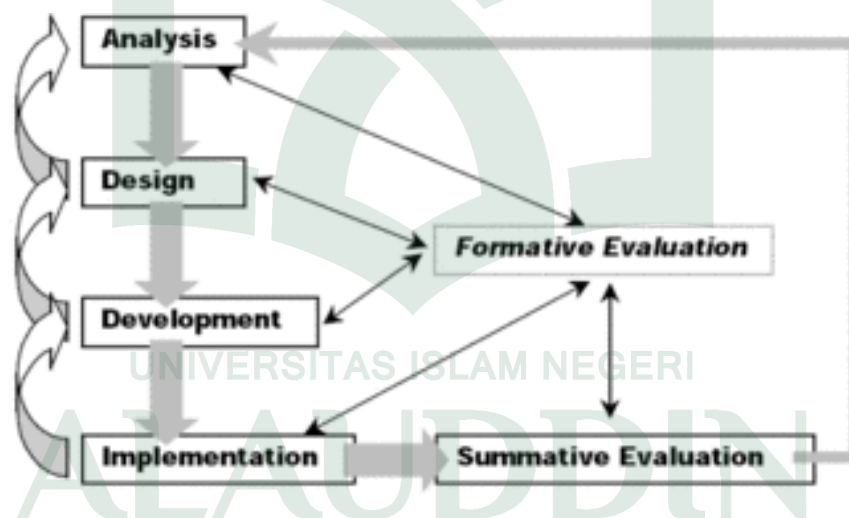 Analysis
Design
Formative Evaluation
Development
UNIVERSITAS ISLAM NEGERI
ALAUDDIN
Implementation
Summative Evaluation